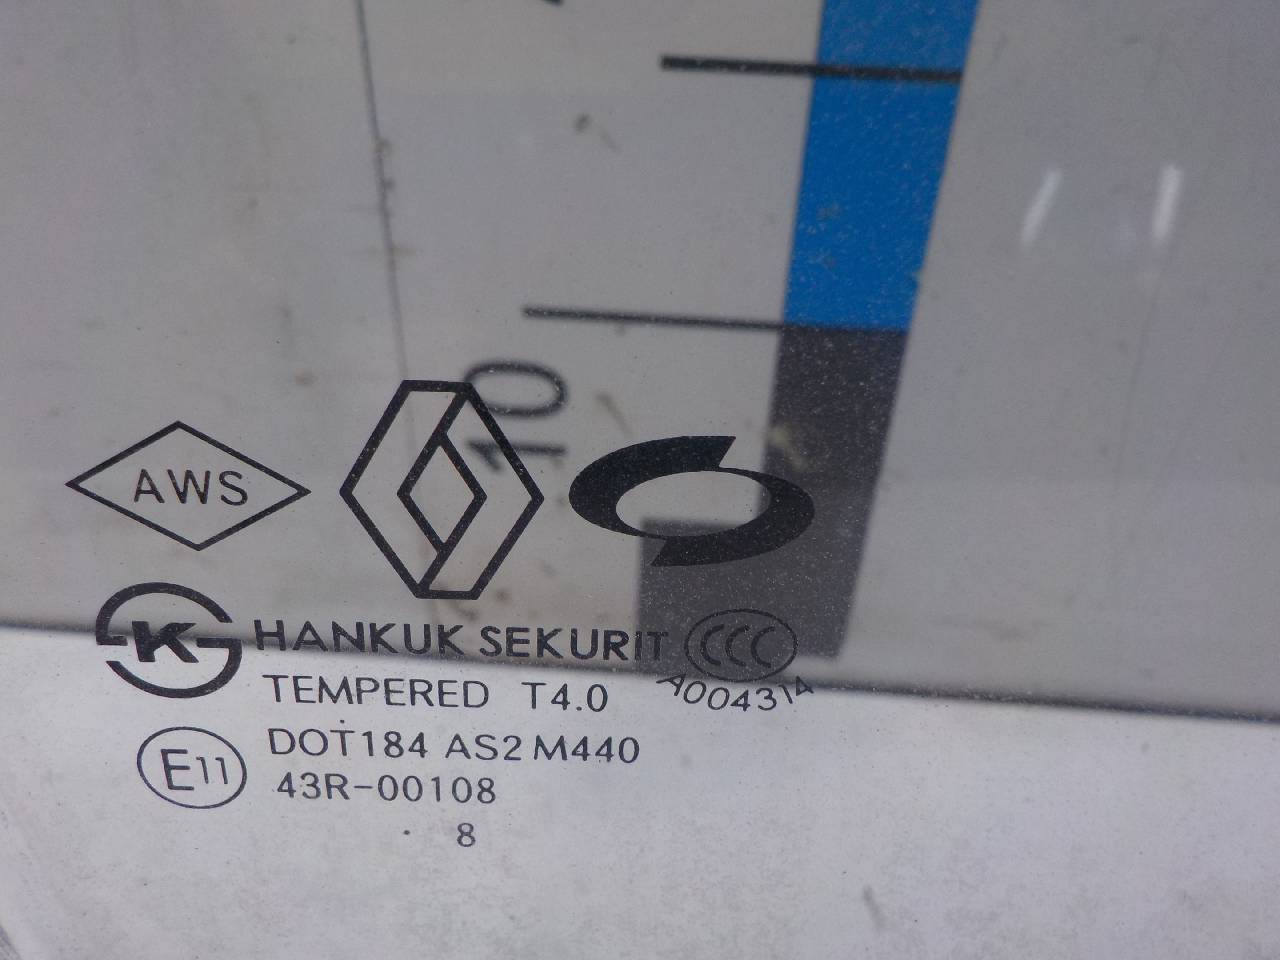 10
AWS
K
HANKUK SEKURIT
CCC
A004314
TEMPERED T4.0
DOT184 AS2 M440
E11
43R-00108
8